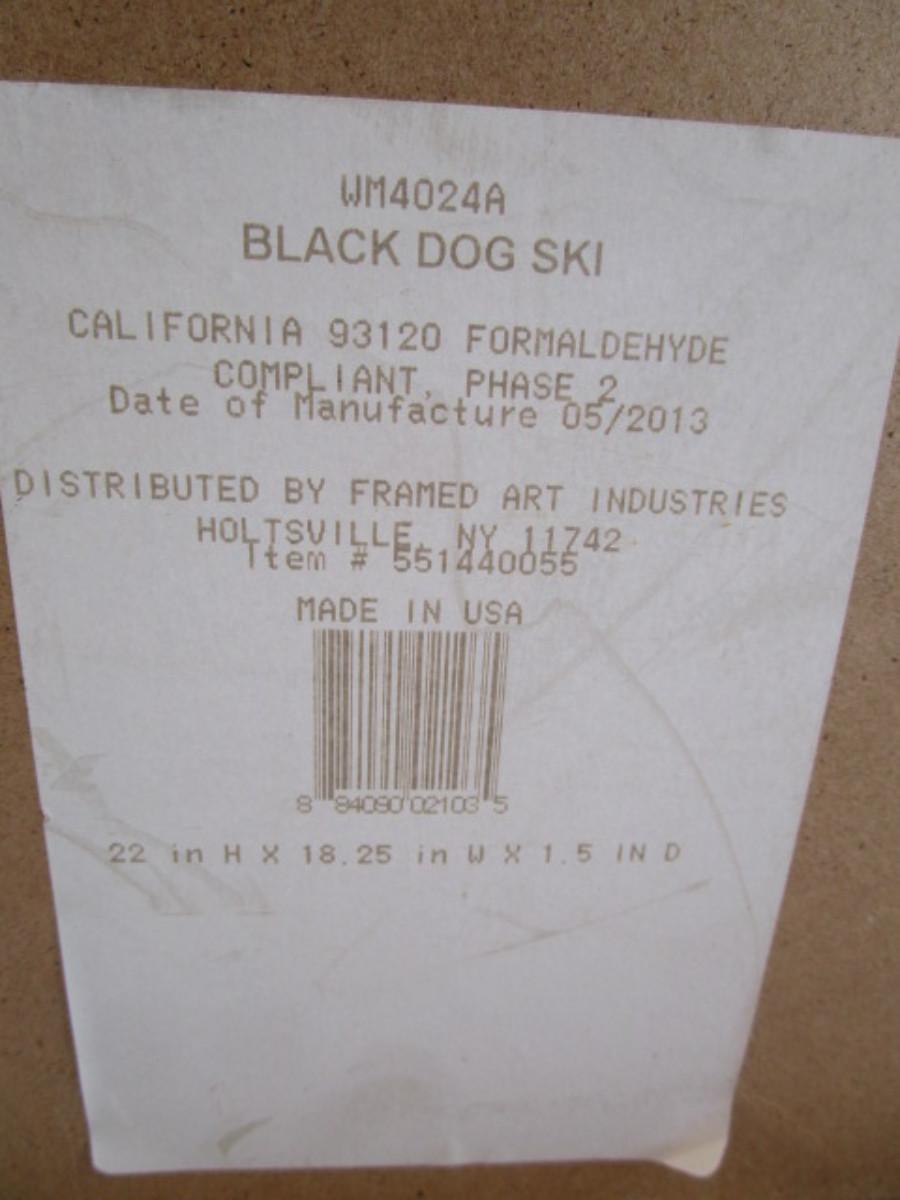 WM4024A
BLACK DOG SKI
CALIFORNIA 93120 FORMALDEHYDE
COMPLIANT, PHASE 2
Date of Manufacture 05/2013
DISTRIBUTED BY FRAMED ART INDUSTRIES
HOLTSVILLE, NY 11742
Item # 551440055
MADE IN USA
8 84090 02103 5
22 in H X 18.25 in W X 1.5 IN D